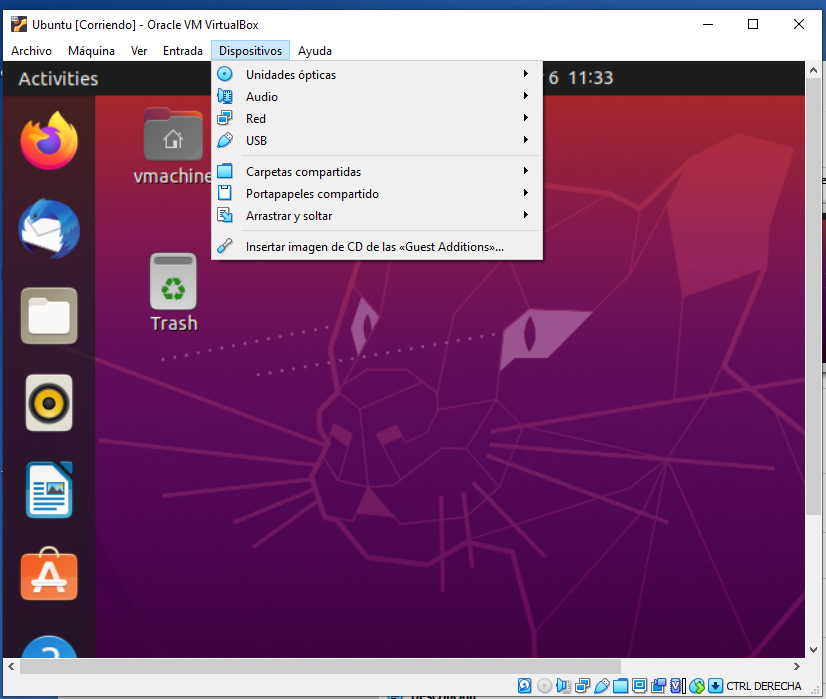 Ubuntu [Corriendo] - Oracle VM VirtualBox
Archivo Máquina Ver Entrada Dispositivos Ayuda
Activities
6 11:33
Unidades ópticas
Audio
Red
USB
Carpetas compartidas
Portapapeles compartido
Arrastrar y soltar
Insertar imagen de CD de las «Guest Additions»...
vmachine
Trash
CTRL DERECHA